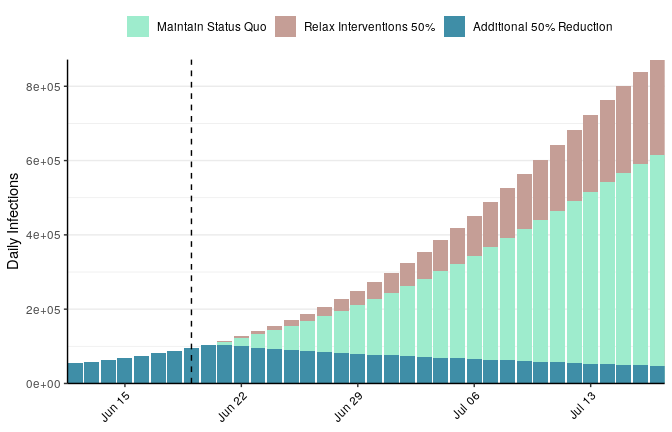 Maintain Status Quo Relax Interventions 50% Additional 50% Reduction
8e+05
6e+05
4e+05
2e+05
0e+00
Daily Infections
Jun 15 Jun 22 Jun 29 Jul 06 Jul 13